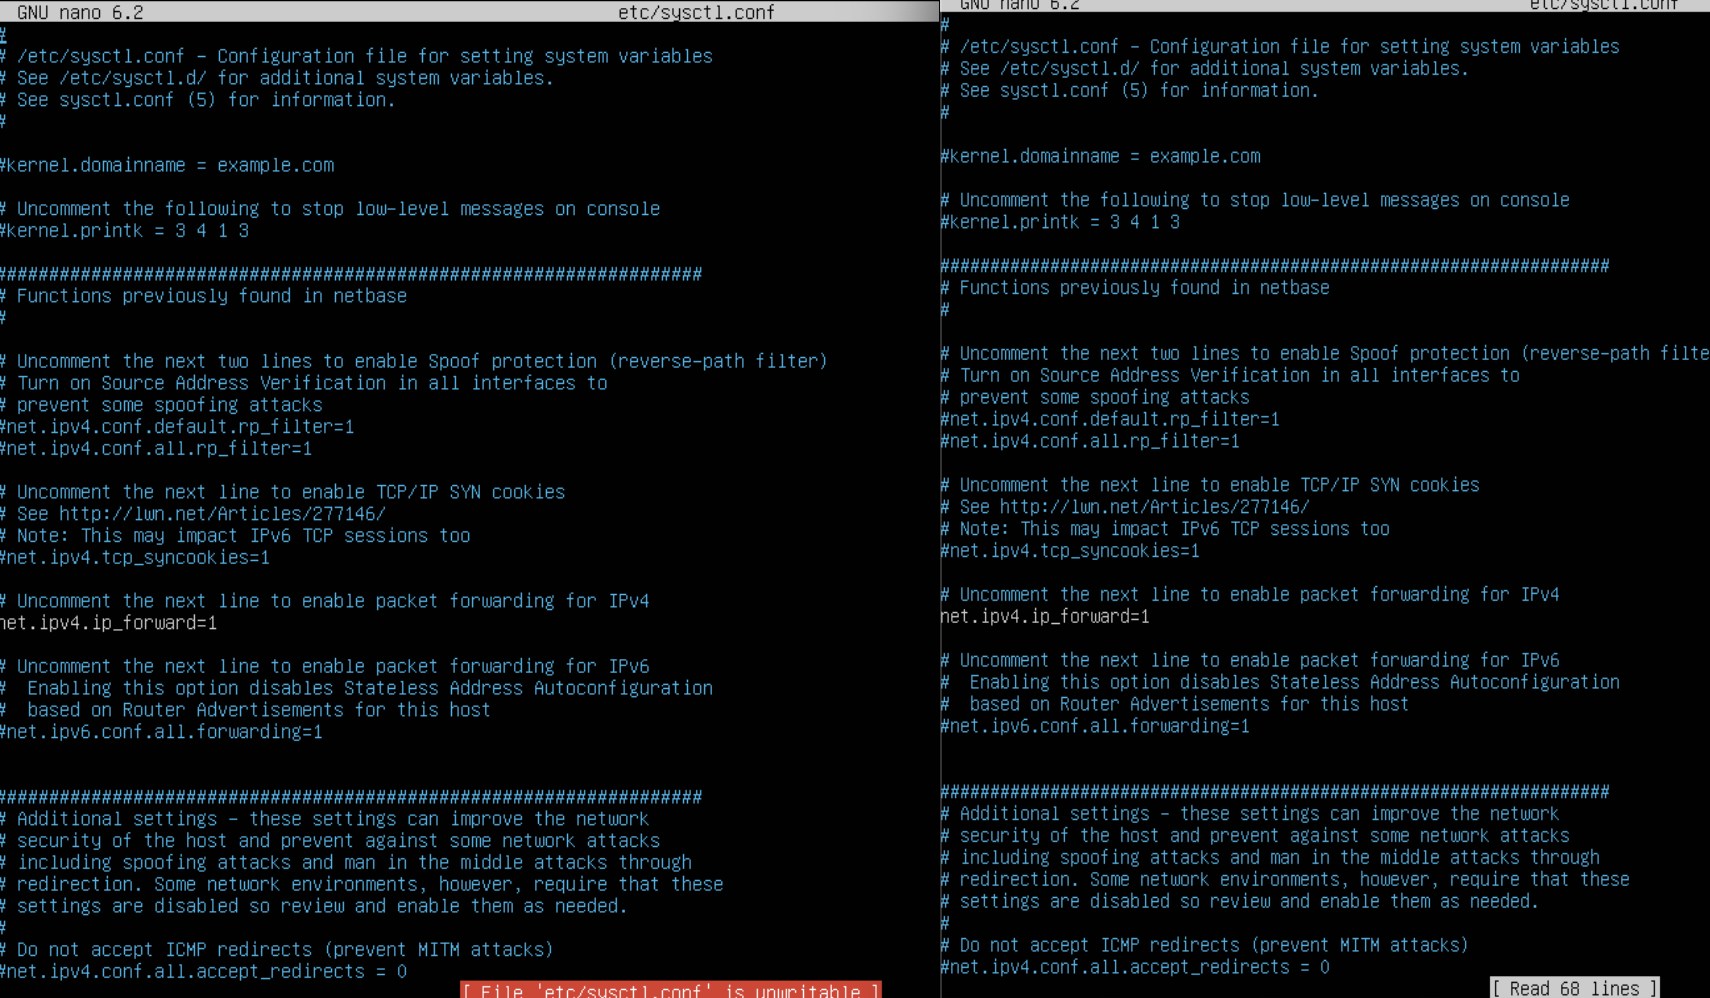 GNU nano 6.2 etc/sysctl.conf
#
# /etc/sysctl.conf - Configuration file for setting system variables
# See /etc/sysctl.d/ for additional system variables.
# See sysctl.conf (5) for information.
#
#kernel.domainname = example.com
# Uncomment the following to stop low-level messages on console
#kernel.printk = 3 4 1 3
###################################################################
# Functions previously found in netbase
#
# Uncomment the next two lines to enable Spoof protection (reverse-path filter)
# Turn on Source Address Verification in all interfaces to
# prevent some spoofing attacks
#net.ipv4.conf.default.rp_filter=1
#net.ipv4.conf.all.rp_filter=1
# Uncomment the next line to enable TCP/IP SYN cookies
# See http://lwn.net/Articles/277146/
# Note: This may impact IPv6 TCP sessions too
#net.ipv4.tcp_syncookies=1
# Uncomment the next line to enable packet forwarding for IPv4
net.ipv4.ip_forward=1
# Uncomment the next line to enable packet forwarding for IPv6
#  Enabling this option disables Stateless Address Autoconfiguration
#  based on Router Advertisements for this host
#net.ipv6.conf.all.forwarding=1
###################################################################
# Additional settings - these settings can improve the network
# security of the host and prevent against some network attacks
# including spoofing attacks and man in the middle attacks through
# redirection. Some network environments, however, require that these
# settings are disabled so review and enable them as needed.
#
# Do not accept ICMP redirects (prevent MITM attacks)
#net.ipv4.conf.all.accept_redirects = 0
[ File 'etc/sysctl.conf' is unwritable ]
GNU nano 6.2 etc/sysctl.conf
#
# /etc/sysctl.conf - Configuration file for setting system variables
# See /etc/sysctl.d/ for additional system variables.
# See sysctl.conf (5) for information.
#
#kernel.domainname = example.com
# Uncomment the following to stop low-level messages on console
#kernel.printk = 3 4 1 3
###################################################################
# Functions previously found in netbase
#
# Uncomment the next two lines to enable Spoof protection (reverse-path filte
# Turn on Source Address Verification in all interfaces to
# prevent some spoofing attacks
#net.ipv4.conf.default.rp_filter=1
#net.ipv4.conf.all.rp_filter=1
# Uncomment the next line to enable TCP/IP SYN cookies
# See http://lwn.net/Articles/277146/
# Note: This may impact IPv6 TCP sessions too
#net.ipv4.tcp_syncookies=1
# Uncomment the next line to enable packet forwarding for IPv4
net.ipv4.ip_forward=1
# Uncomment the next line to enable packet forwarding for IPv6
#  Enabling this option disables Stateless Address Autoconfiguration
#  based on Router Advertisements for this host
#net.ipv6.conf.all.forwarding=1
###################################################################
# Additional settings - these settings can improve the network
# security of the host and prevent against some network attacks
# including spoofing attacks and man in the middle attacks through
# redirection. Some network environments, however, require that these
# settings are disabled so review and enable them as needed.
#
# Do not accept ICMP redirects (prevent MITM attacks)
#net.ipv4.conf.all.accept_redirects = 0
[ Read 68 lines ]